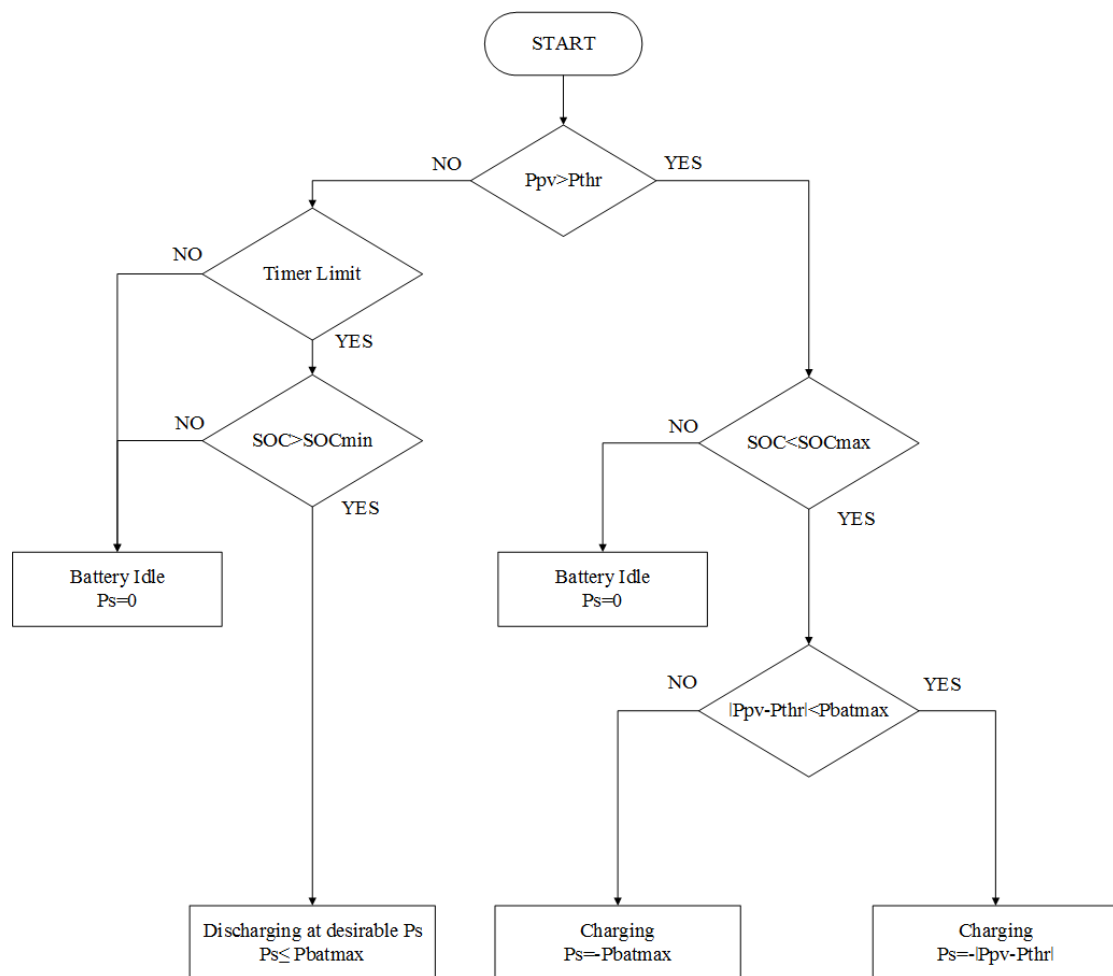 START
NO
YES
Ppv>Pthr
NO
Timer Limit
YES
NO
SOC>SOCmin
YES
NO
SOC<SOCmax
YES
Battery Idle
Ps=0
Battery Idle
Ps=0
NO
YES
|Ppv-Pthr|<Pbatmax
Discharging at desirable Ps
Ps≤ Pbatmax
Charging
Ps=-Pbatmax
Charging
Ps=-|Ppv-Pthr|